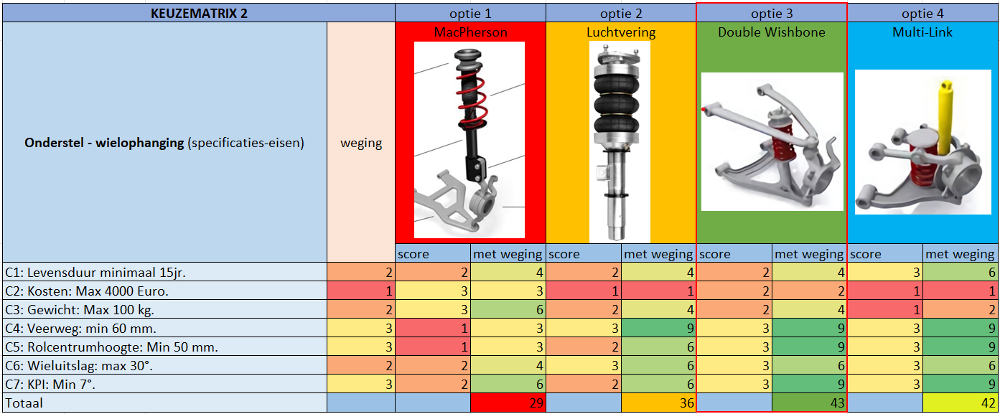 KEUZEMATRIX 2 optie 1 optie 2 optie 3 optie 4
Onderstel - wielophanging (specificaties-eisen) weging MacPherson Luchtvering Double Wishbone Multi-Link
score met weging score met weging score met weging score met weging
C1: Levensduur minimaal 15jr. 2 2 4 2 4 2 4 3 6
C2: Kosten: Max 4000 Euro. 1 3 3 1 1 2 2 1 1
C3: Gewicht: Max 100 kg. 2 3 6 2 4 2 4 1 2
C4: Veerweg: min 60 mm. 3 1 3 3 9 3 9 3 9
C5: Rolcentrumhoogte: Min 50 mm. 3 1 3 2 6 3 9 3 9
C6: Wieluitslag: max 30°. 2 2 4 3 6 3 6 3 6
C7: KPI: Min 7°. 3 2 6 2 6 3 9 3 9
Totaal 29 36 43 42